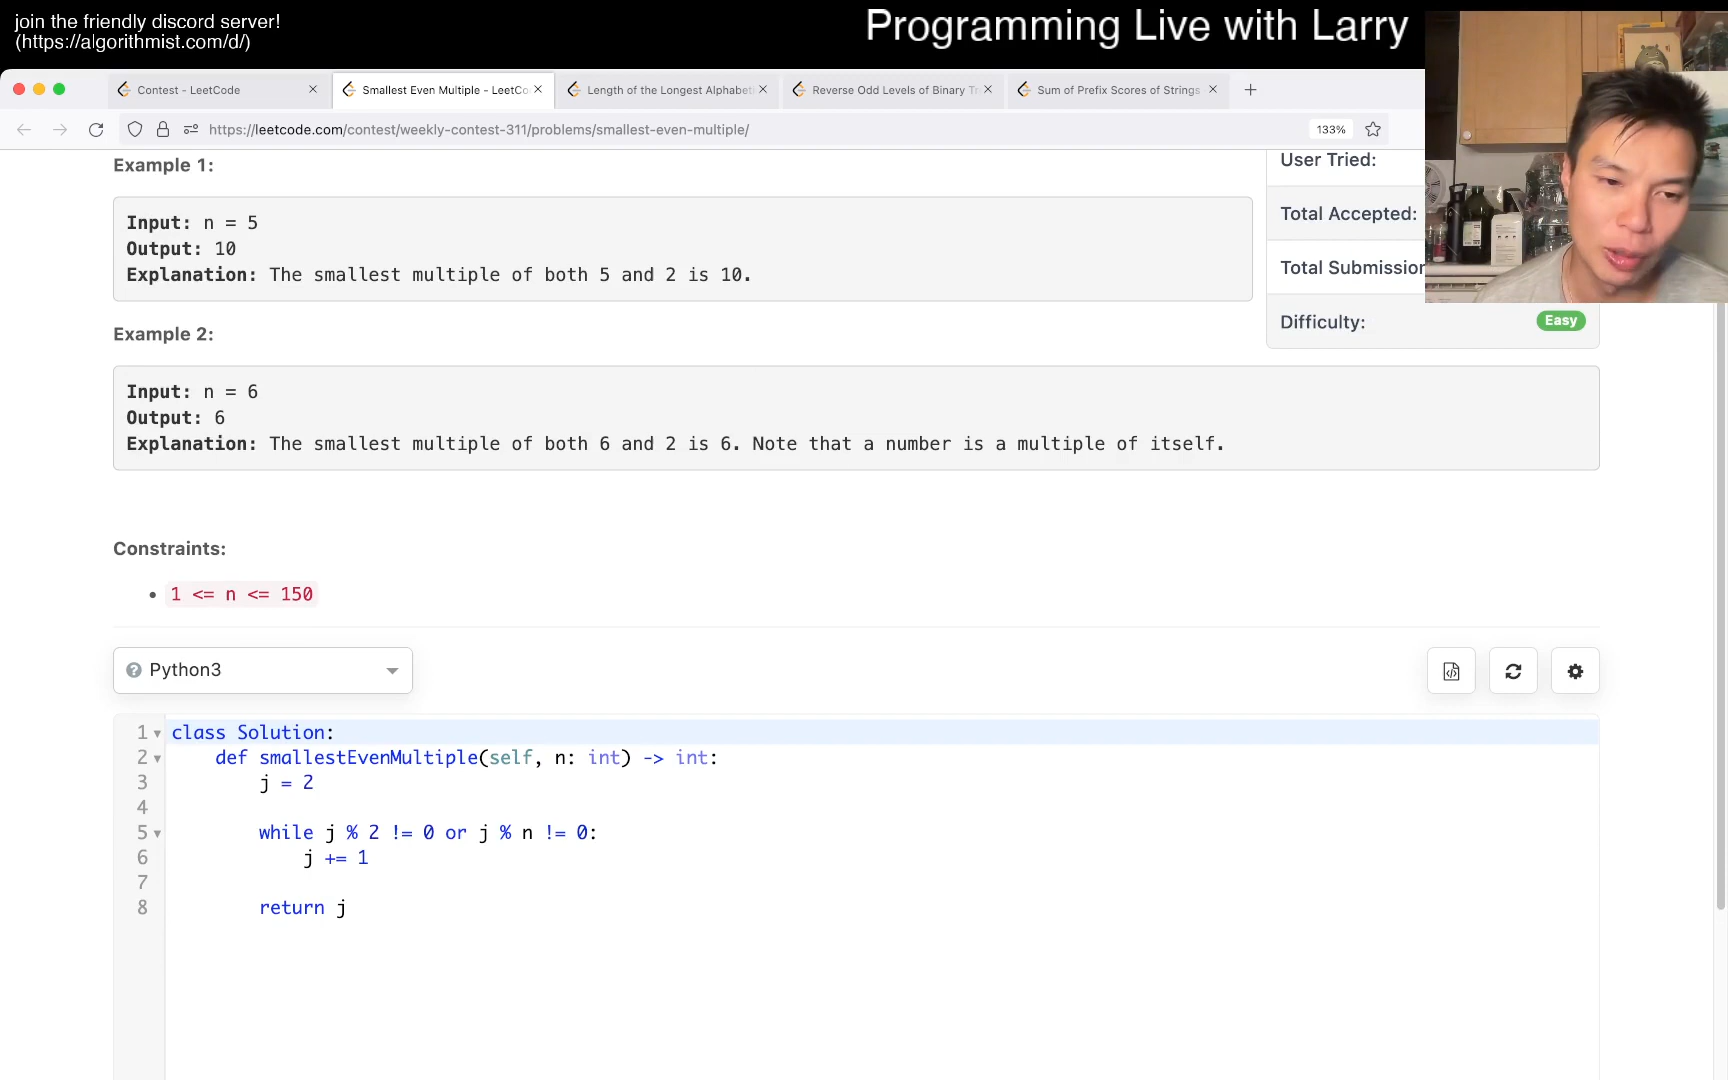 join the friendly discord server!
(https://algorithmist.com/d/)
Programming Live with Larry
Contest - LeetCode
Smallest Even Multiple - LeetCo
Length of the Longest Alphabeti
Reverse Odd Levels of Binary Tr
Sum of Prefix Scores of Strings
https://leetcode.com/contest/weekly-contest-311/problems/smallest-even-multiple/
133%
Example 1:
Input: n = 5
Output: 10
Explanation: The smallest multiple of both 5 and 2 is 10.
User Tried:
Total Accepted:
Total Submission
Difficulty:
Easy
Example 2:
Input: n = 6
Output: 6
Explanation: The smallest multiple of both 6 and 2 is 6. Note that a number is a multiple of itself.
Constraints:
• 1 <= n <= 150
Python3
1 class Solution:
2     def smallestEvenMultiple(self, n: int) -> int:
3         j = 2
4
5         while j % 2 != 0 or j % n != 0:
6             j += 1
7
8         return j